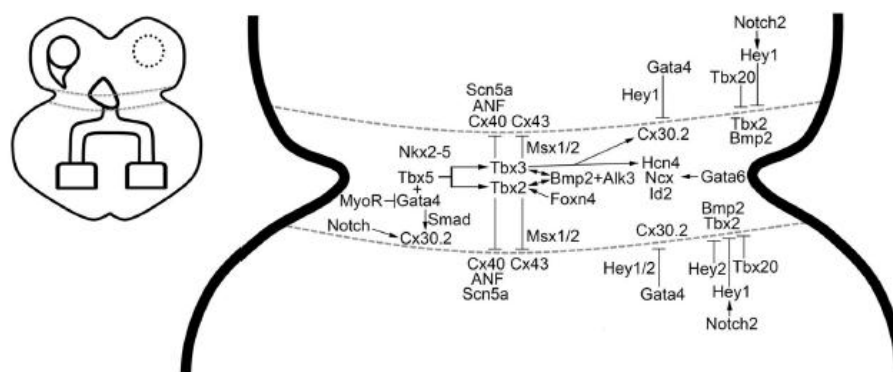 Notch2
Hey1
Gata4
Tbx20
Hey1
Scn5a
ANF
Cx40 Cx43
Tbx2
Bmp2
Cx30.2
Msx1/2
Nkx2-5
Tbx3
Hcn4
Tbx5
Bmp2+Alk3
Ncx
Gata6
+
Tbx2
Id2
MyoR Gata4
Foxn4
Smad
Notch
Cx30.2
Bmp2
Tbx2
Cx30.2
Msx1/2
Cx40 Cx43
ANF
Scn5a
Hey1/2
Hey2
Tbx20
Gata4
Hey1
Notch2